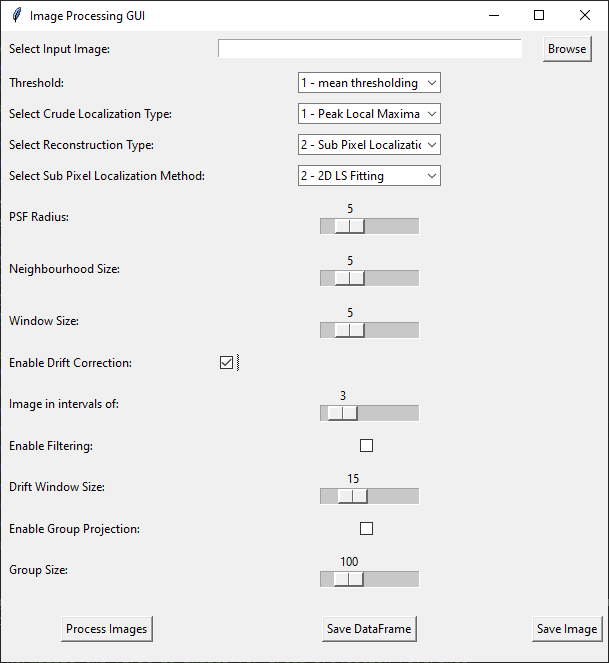 Image Processing GUI
Select Input Image: Browse
Threshold: 1 - mean thresholding
Select Crude Localization Type: 1 - Peak Local Maxima
Select Reconstruction Type: 2 - Sub Pixel Localizatio
Select Sub Pixel Localization Method: 2 - 2D LS Fitting
5
PSF Radius:
5
Neighbourhood Size:
5
Window Size:
Enable Drift Correction:
3
Image in intervals of:
Enable Filtering:
15
Drift Window Size:
Enable Group Projection:
100
Group Size:
Process Images Save DataFrame Save Image